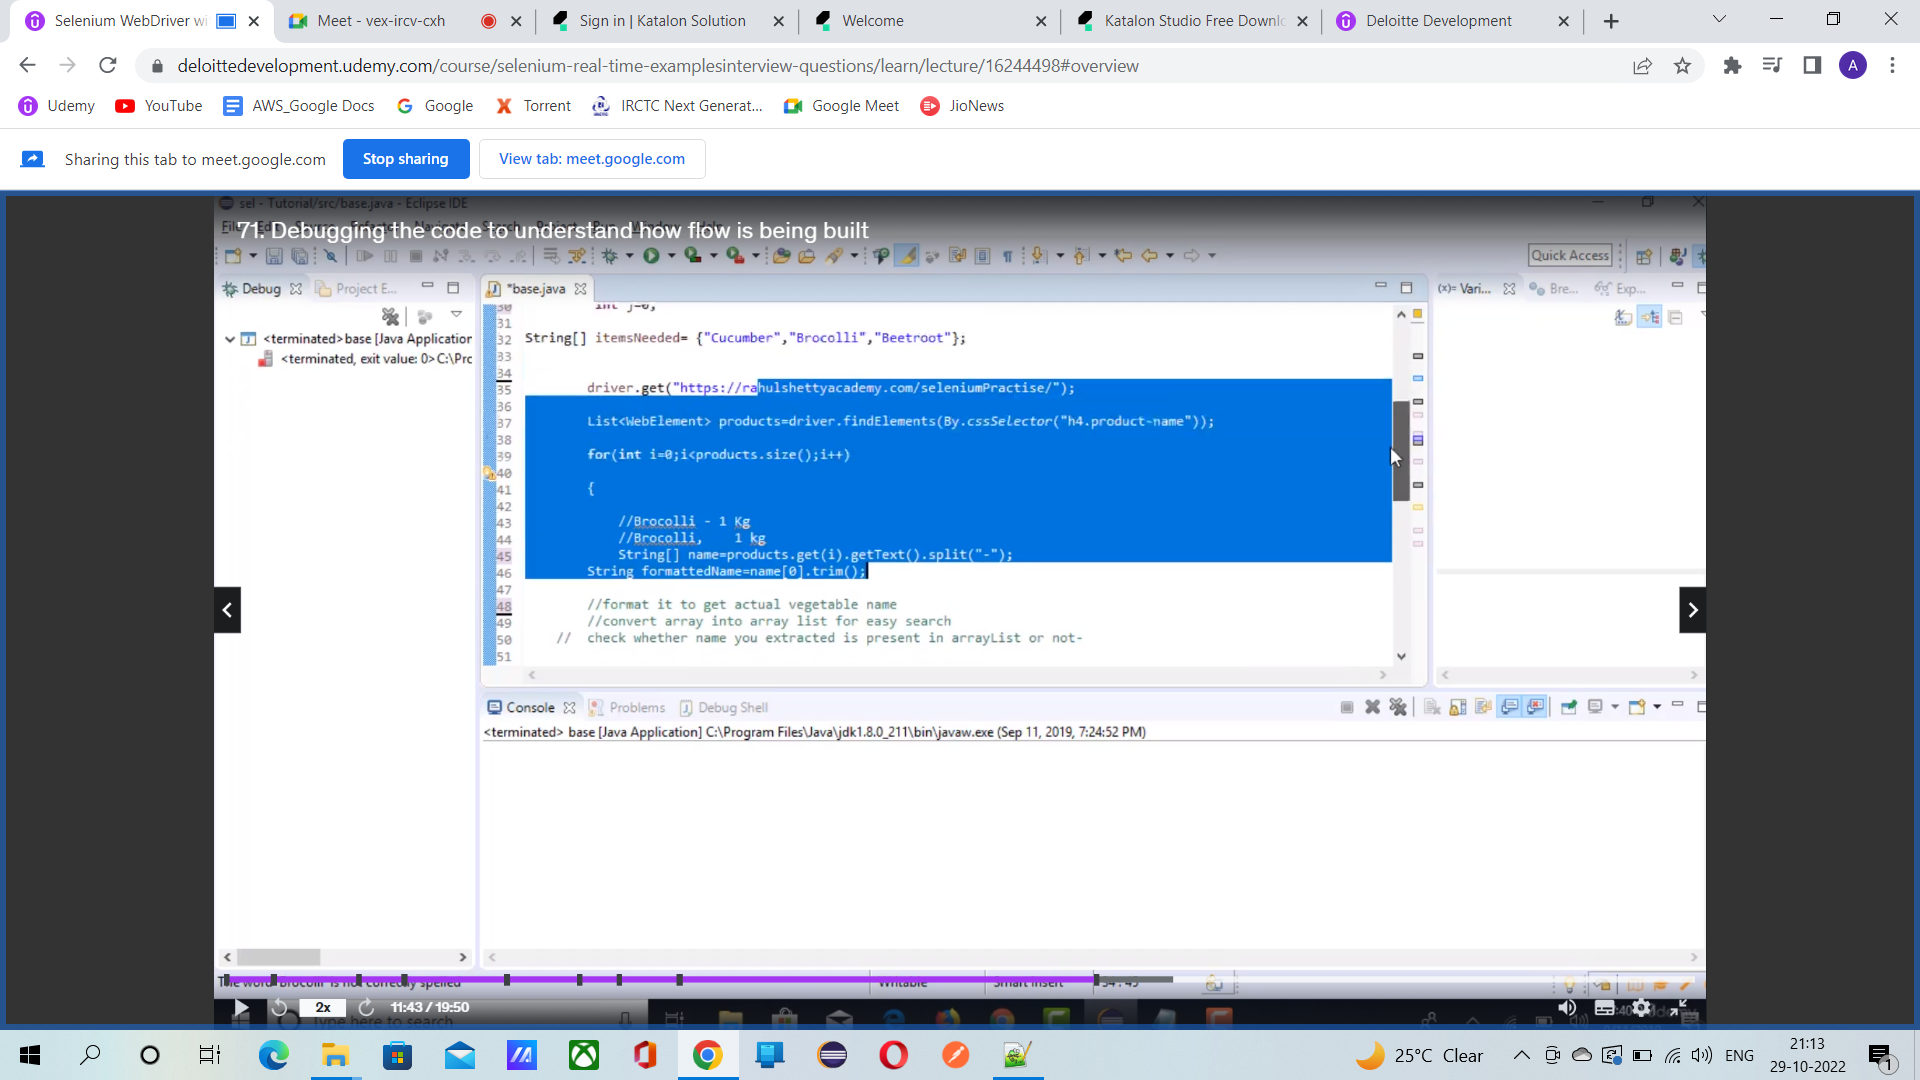 Selenium WebDriver wi
Meet - vex-ircv-cxh
Sign in | Katalon Solution
Welcome
Katalon Studio Free Downlo
Deloitte Development
deloittedevelopment.udemy.com/course/selenium-real-time-examplesinterview-questions/learn/lecture/16244498#overview
A
Udemy
YouTube
AWS_Google Docs
Google
Torrent
IRCTC Next Generat...
Google Meet
JioNews
Sharing this tab to meet.google.com
Stop sharing
View tab: meet.google.com
sel - Tutorial/src/base.java - Eclipse IDE
71. Debugging the code to understand how flow is being built
Quick Access
Debug
Project E...
*base.java
(x)= Vari...
Bre...
Exp...
<terminated>base [Java Application
<terminated, exit value: 0>C:\Prc
30 int j=0;
31
32 String[] itemsNeeded= {"Cucumber","Brocolli","Beetroot"};
33
34
35 driver.get("https://rahulshettyacademy.com/seleniumPractise/");
36
37 List<WebElement> products=driver.findElements(By.cssSelector("h4.product-name"));
38
39 for(int i=0;i<products.size();i++)
40
41 {
42
43 //Brocolli - 1 Kg
44 //Brocolli, 1 kg
45 String[] name=products.get(i).getText().split("-");
46 String formattedName=name[0].trim();
47
48 //format it to get actual vegetable name
49 //convert array into array list for easy search
50 // check whether name you extracted is present in arrayList or not-
51
Console
Problems
Debug Shell
<terminated> base [Java Application] C:\Program Files\Java\jdk1.8.0_211\bin\javaw.exe (Sep 11, 2019, 7:24:52 PM)
The word 'Brocolli' is not correctly spelled
Writable
Smart Insert
2x
11:43 / 19:50
Type here to search
25°C Clear
ENG
21:13
29-10-2022
1